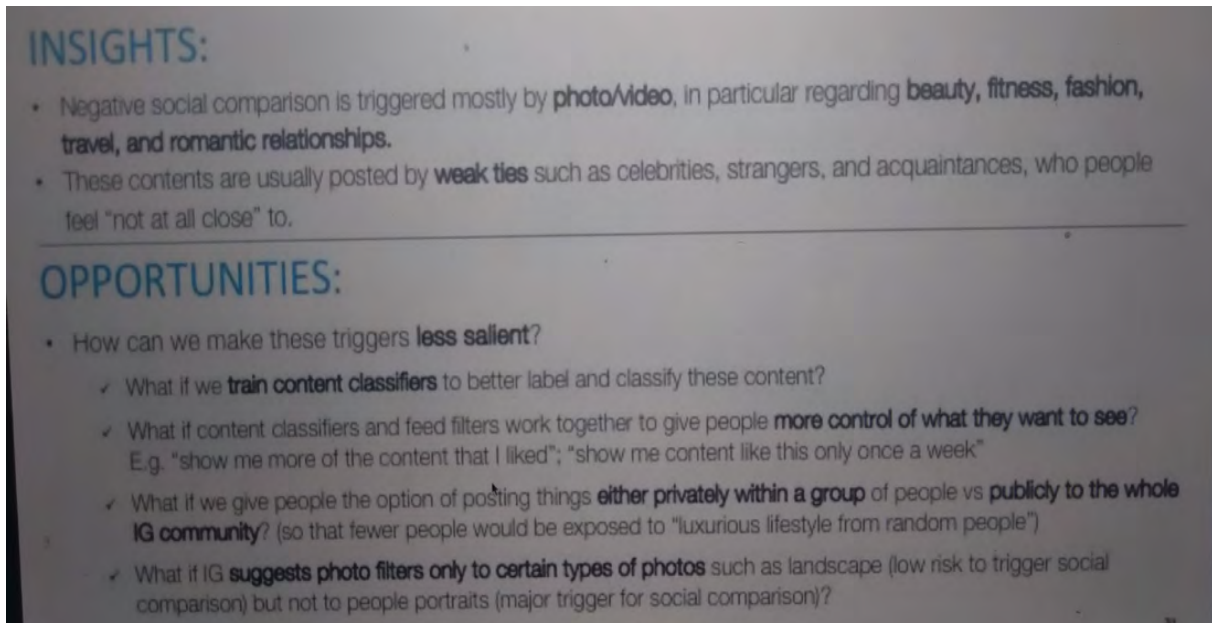 INSIGHTS:
• Negative social comparison is triggered mostly by photo/video, in particular regarding beauty, fitness, fashion,
travel, and romantic relationships.
• These contents are usually posted by weak ties such as celebrities, strangers, and acquaintances, who people
feel "not at all close" to.
OPPORTUNITIES:
• How can we make these triggers less salient?
✓ What if we train content classifiers to better label and classify these content?
✓ What if content classifiers and feed filters work together to give people more control of what they want to see?
E.g. "show me more of the content that I liked"; "show me content like this only once a week"
✓ What if we give people the option of posting things either privately within a group of people vs publicly to the whole
IG community? (so that fewer people would be exposed to "luxurious lifestyle from random people")
✓ What if IG suggests photo filters only to certain types of photos such as landscape (low risk to trigger social
comparison) but not to people portraits (major trigger for social comparison)?